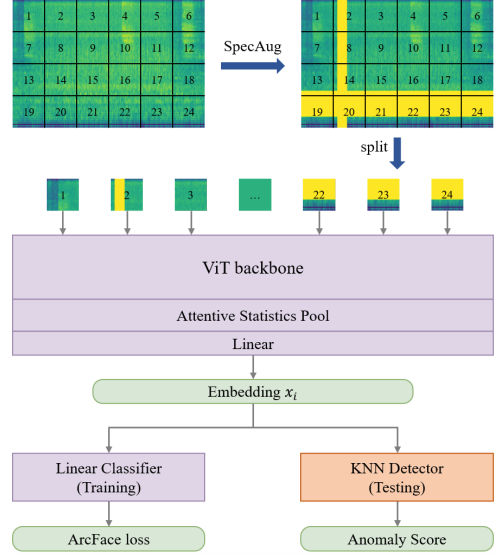 1 2 3 4 5 6
7 8 9 10 11 12
13 14 15 16 17 18
19 20 21 22 23 24
SpecAug
1 2 3 4 5 6
7 8 9 10 11 12
13 14 15 16 17 18
19 20 21 22 23 24
split
1 2 3 ... 22 23 24
ViT backbone
Attentive Statistics Pool
Linear
Embedding xᵢ
Linear Classifier
(Training)
KNN Detector
(Testing)
ArcFace loss
Anomaly Score